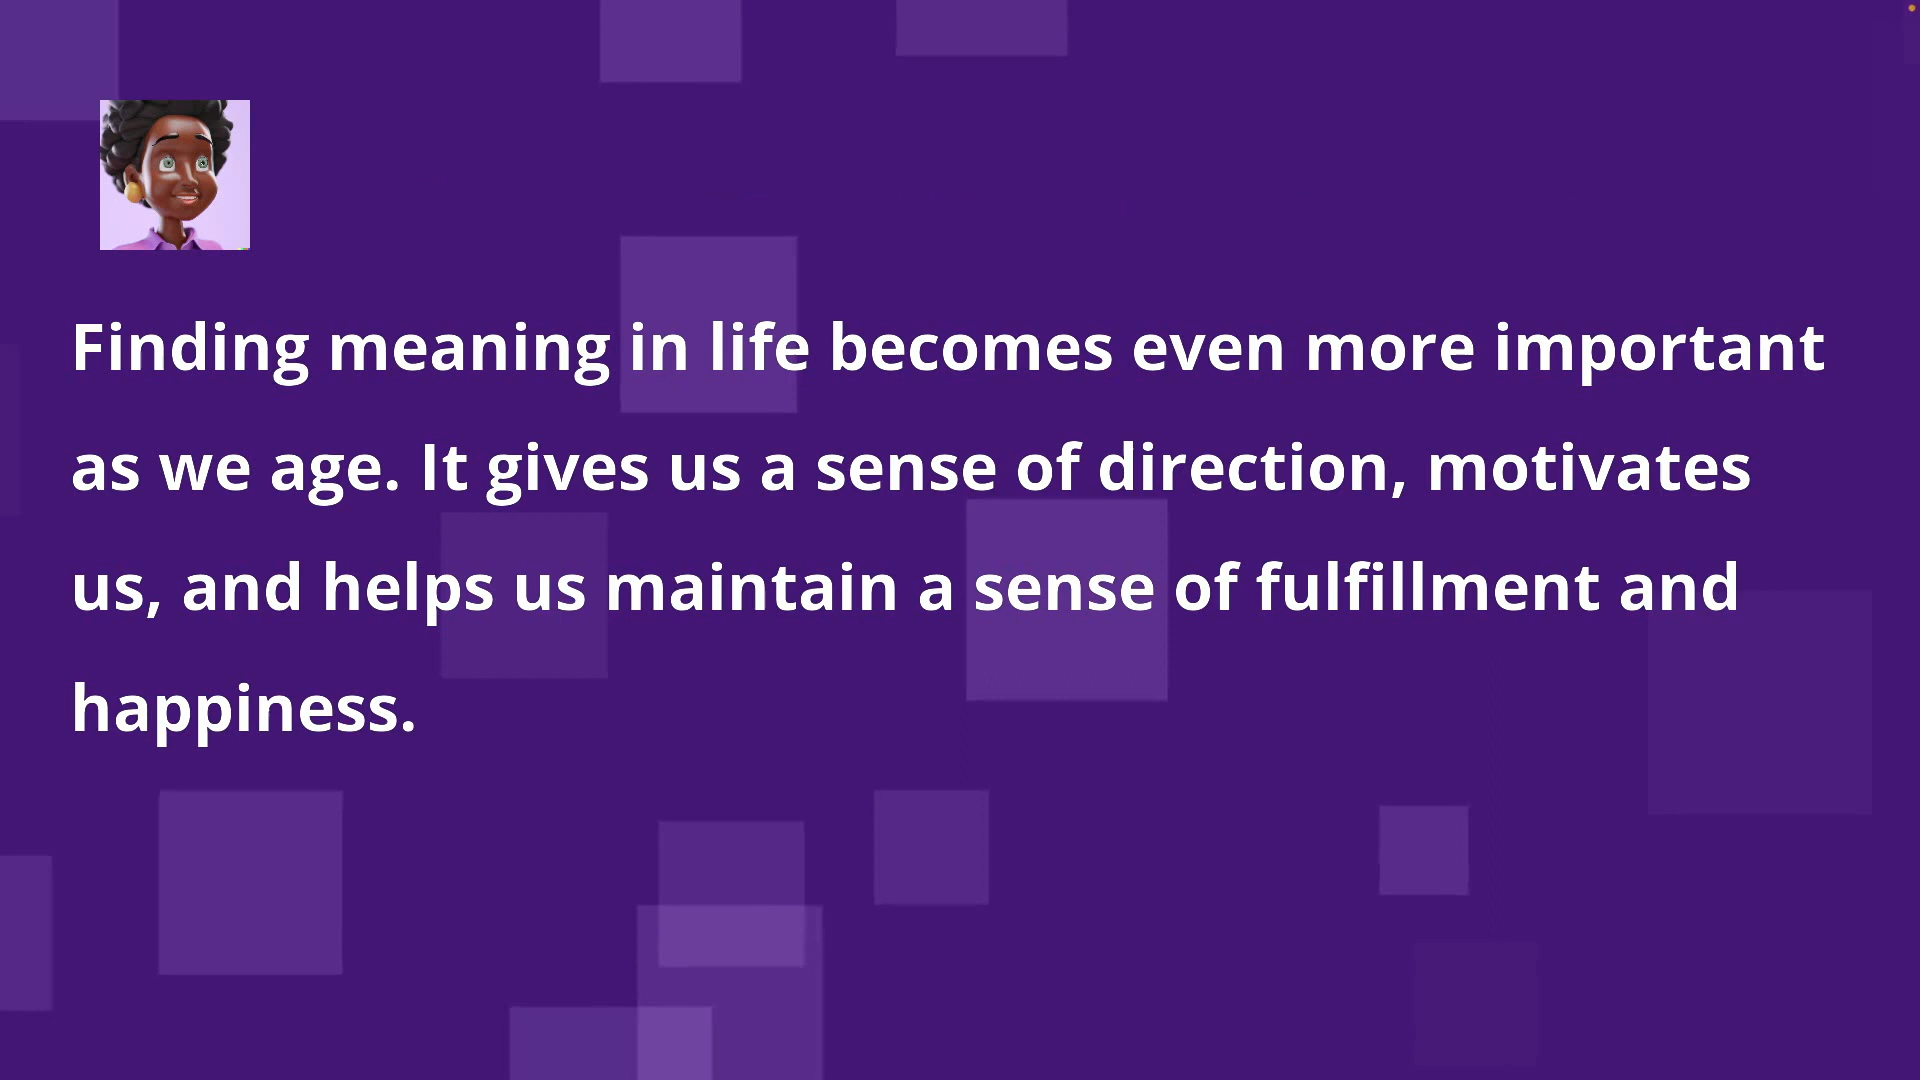 Finding meaning in life becomes even more important
as we age. It gives us a sense of direction, motivates
us, and helps us maintain a sense of fulfillment and
happiness.